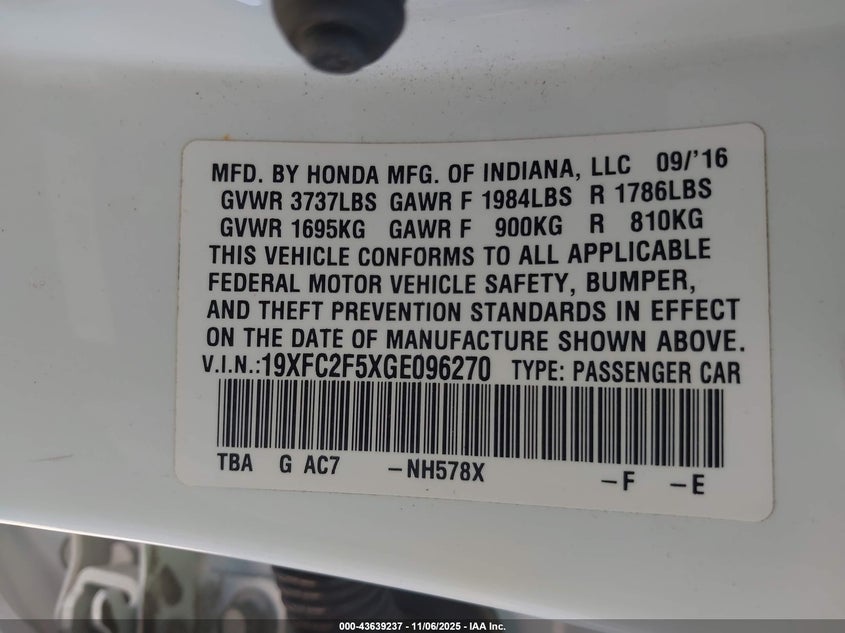 MFD. BY HONDA MFG. OF INDIANA, LLC 09/'16
GVWR 3737LBS GAWR F 1984LBS R 1786LBS
GVWR 1695KG GAWR F 900KG R 810KG
THIS VEHICLE CONFORMS TO ALL APPLICABLE
FEDERAL MOTOR VEHICLE SAFETY, BUMPER,
AND THEFT PREVENTION STANDARDS IN EFFECT
ON THE DATE OF MANUFACTURE SHOWN ABOVE.
V.I.N.:19XFC2F5XGE096270 TYPE: PASSENGER CAR
TBA G AC7 -NH578X -F -E
000-43639237 - 11/06/2025 - IAA Inc.